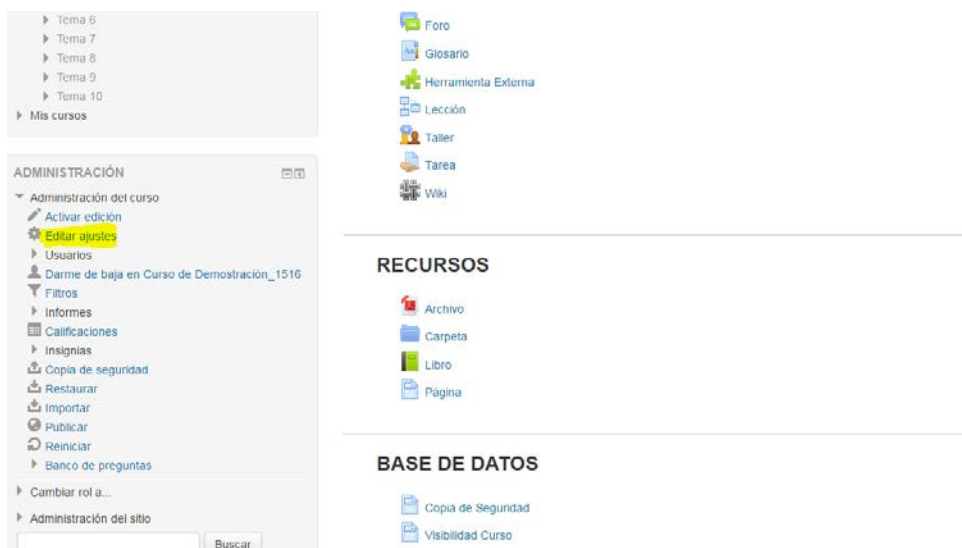 Tema 6
Tema 7
Tema 8
Tema 9
Tema 10
Mis cursos
ADMINISTRACIÓN
Administración del curso
Activar edición
Editar ajustes
Usuarios
Darme de baja en Curso de Demostración_1516
Filtros
Informes
Calificaciones
Insignias
Copia de seguridad
Restaurar
Importar
Publicar
Reiniciar
Banco de preguntas
Cambiar rol a...
Administración del sitio
Buscar
Foro
Glosario
Herramienta Externa
Lección
Taller
Tarea
Wiki
RECURSOS
Archivo
Carpeta
Libro
Página
BASE DE DATOS
Copia de Seguridad
Visibilidad Curso